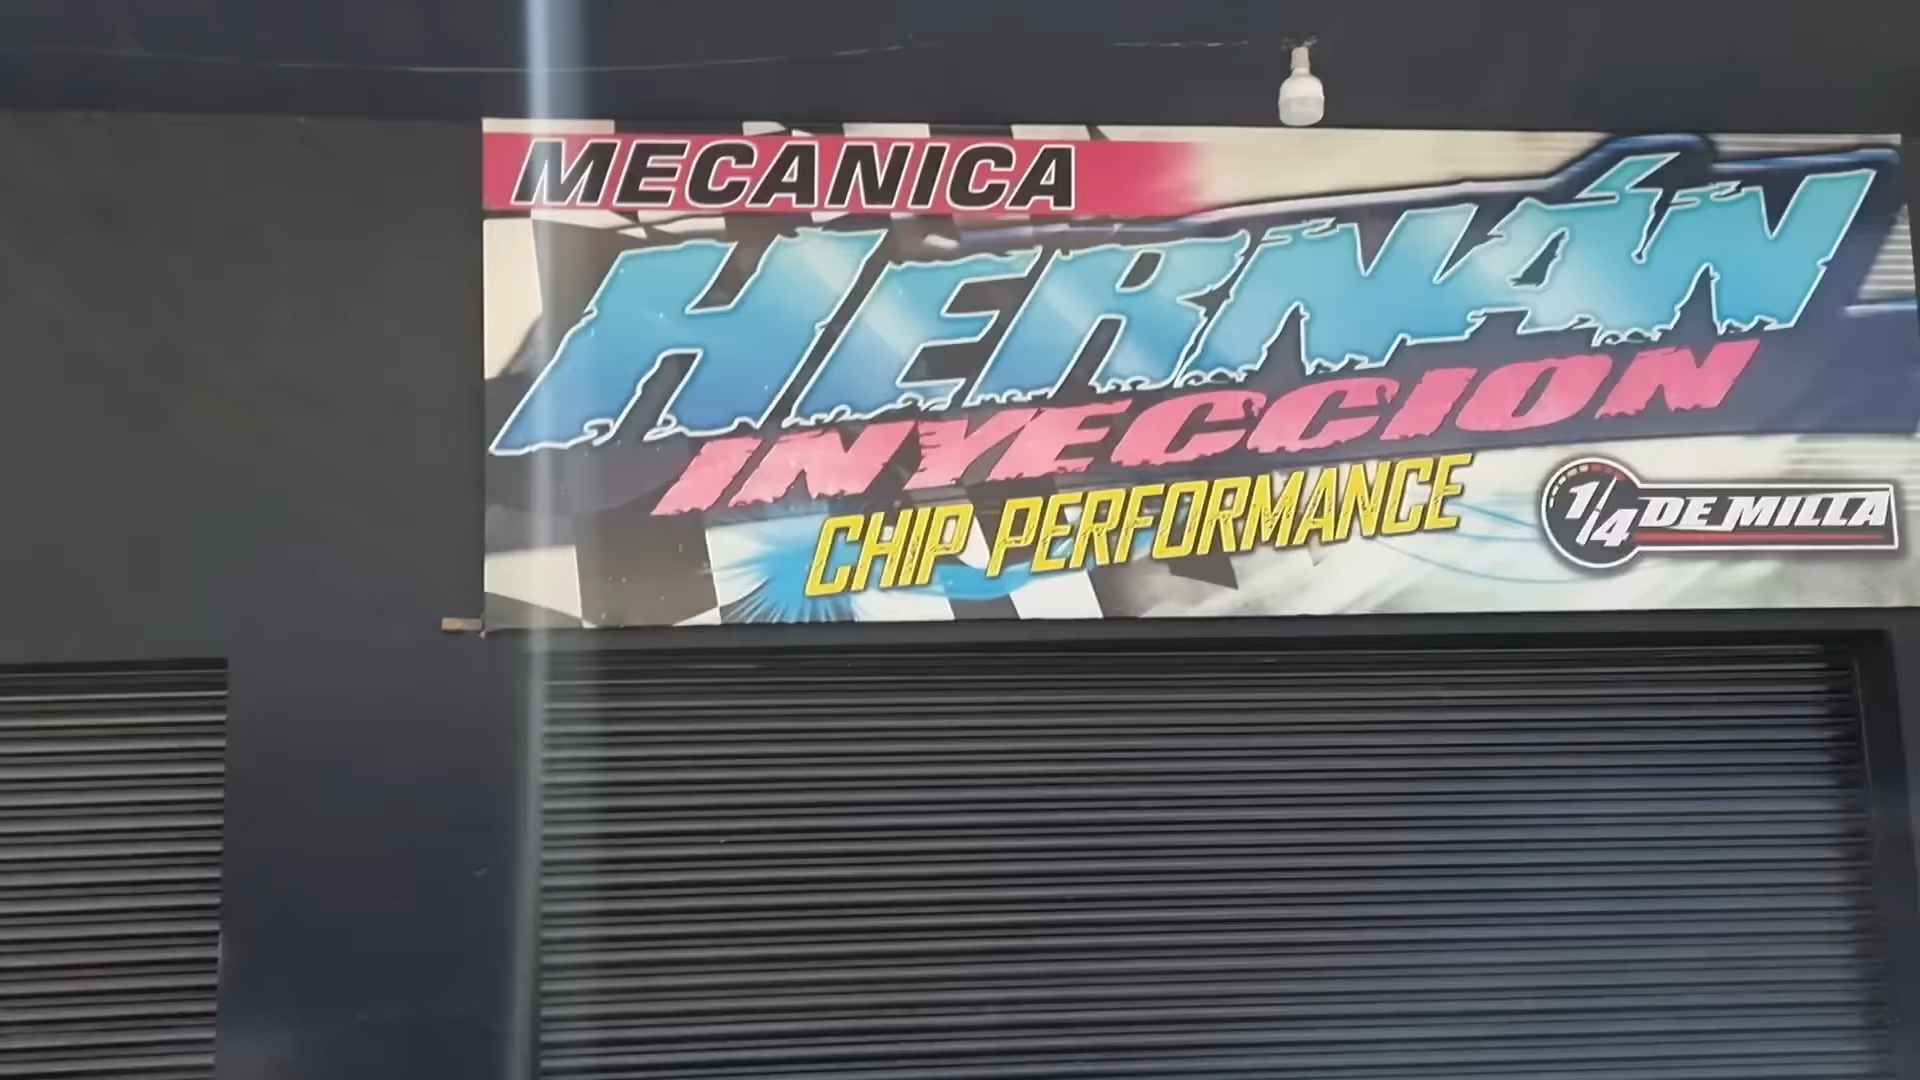 MECANICA
HERNÁN
INYECCION
CHIP PERFORMANCE
1/4 DE MILLA